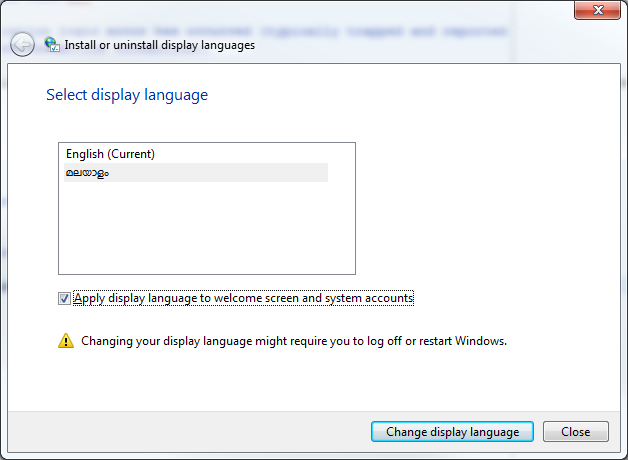 Install or uninstall display languages
Select display language
English (Current)
മലയാളം
Apply display language to welcome screen and system accounts
Changing your display language might require you to log off or restart Windows.
Change display language
Close